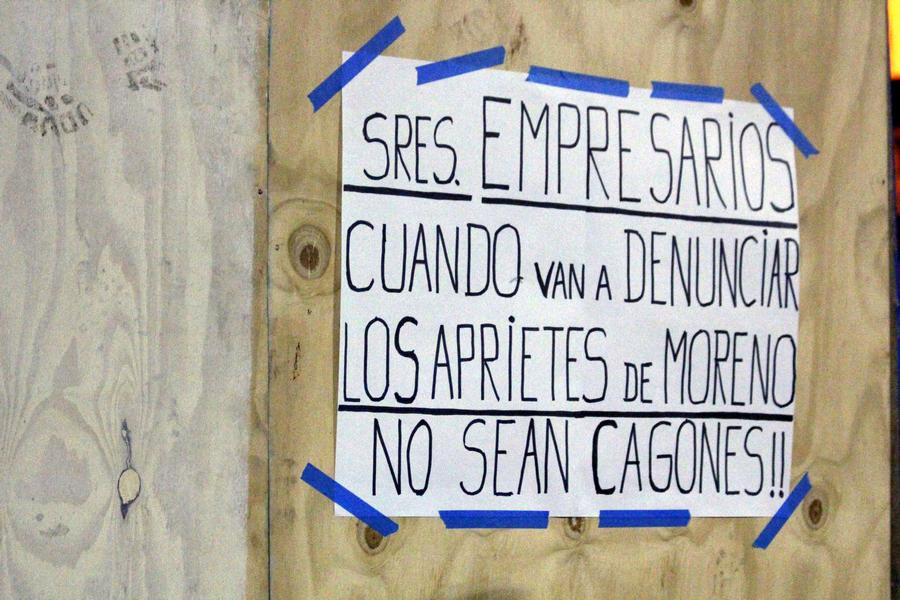 SRES. EMPRESARIOS
CUANDO VAN A DENUNCIAR
LOS APRIETES DE MORENO
NO SEAN CAGONES!!